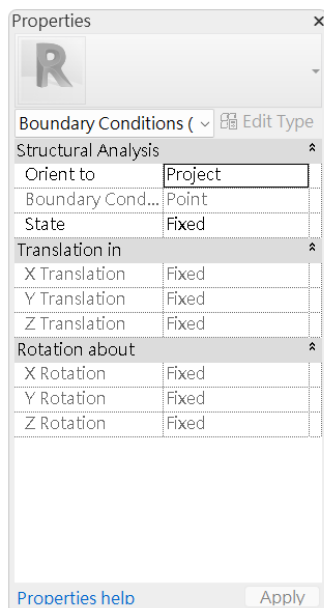 Properties ×
R
Boundary Conditions ( Edit Type
Structural Analysis
Orient to Project
Boundary Cond... Point
State Fixed
Translation in
X Translation Fixed
Y Translation Fixed
Z Translation Fixed
Rotation about
X Rotation Fixed
Y Rotation Fixed
Z Rotation Fixed
Properties help Apply